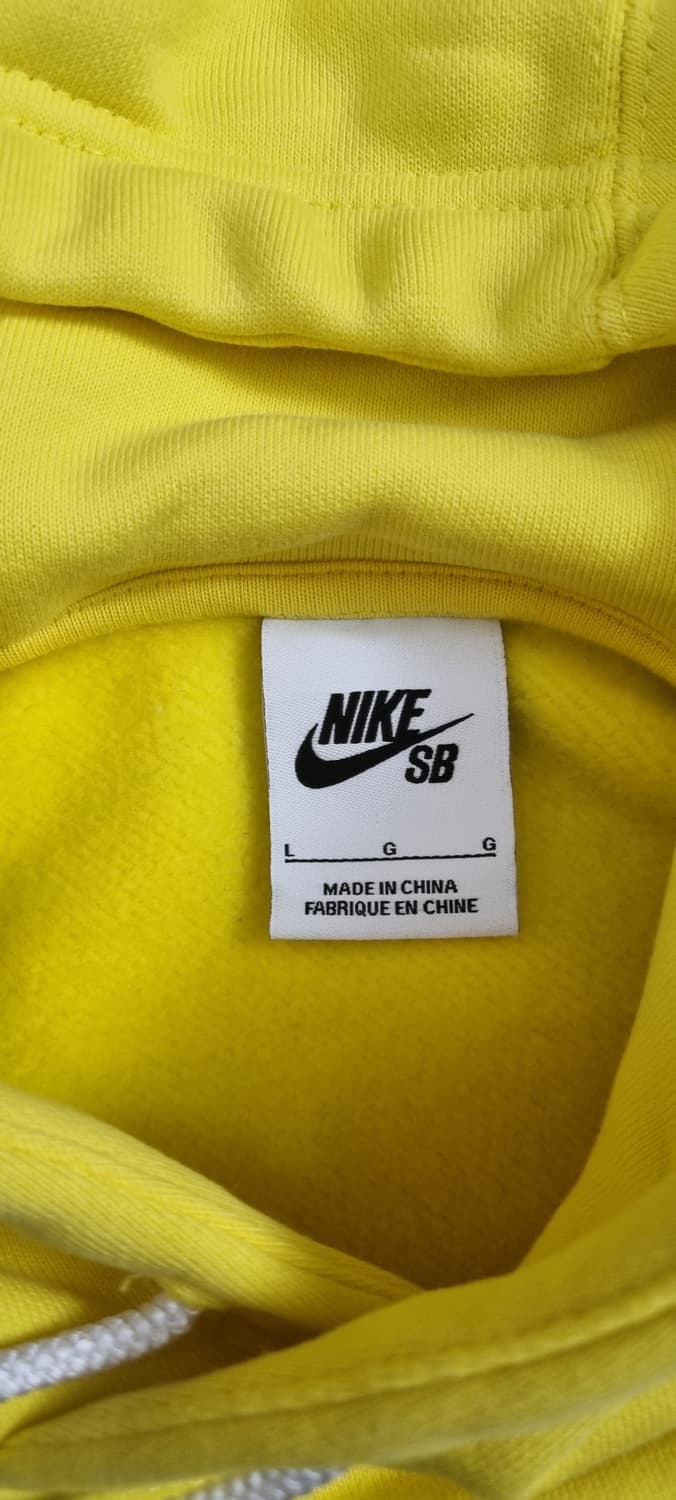 NIKE
SB
L G G
MADE IN CHINA
FABRIQUE EN CHINE